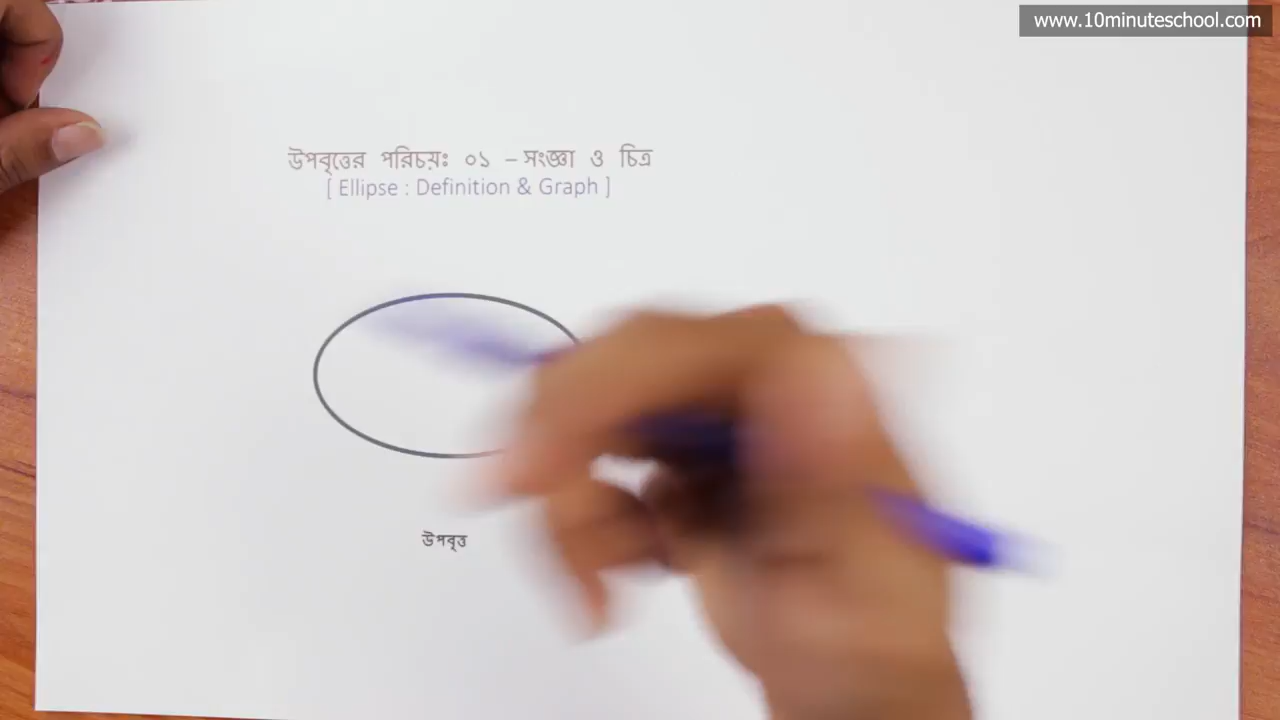 www.10minuteschool.com
উপবৃত্তের পরিচয়ঃ ০১ – সংজ্ঞা ও চিত্র
[ Ellipse : Definition & Graph ]
উপবৃত্ত